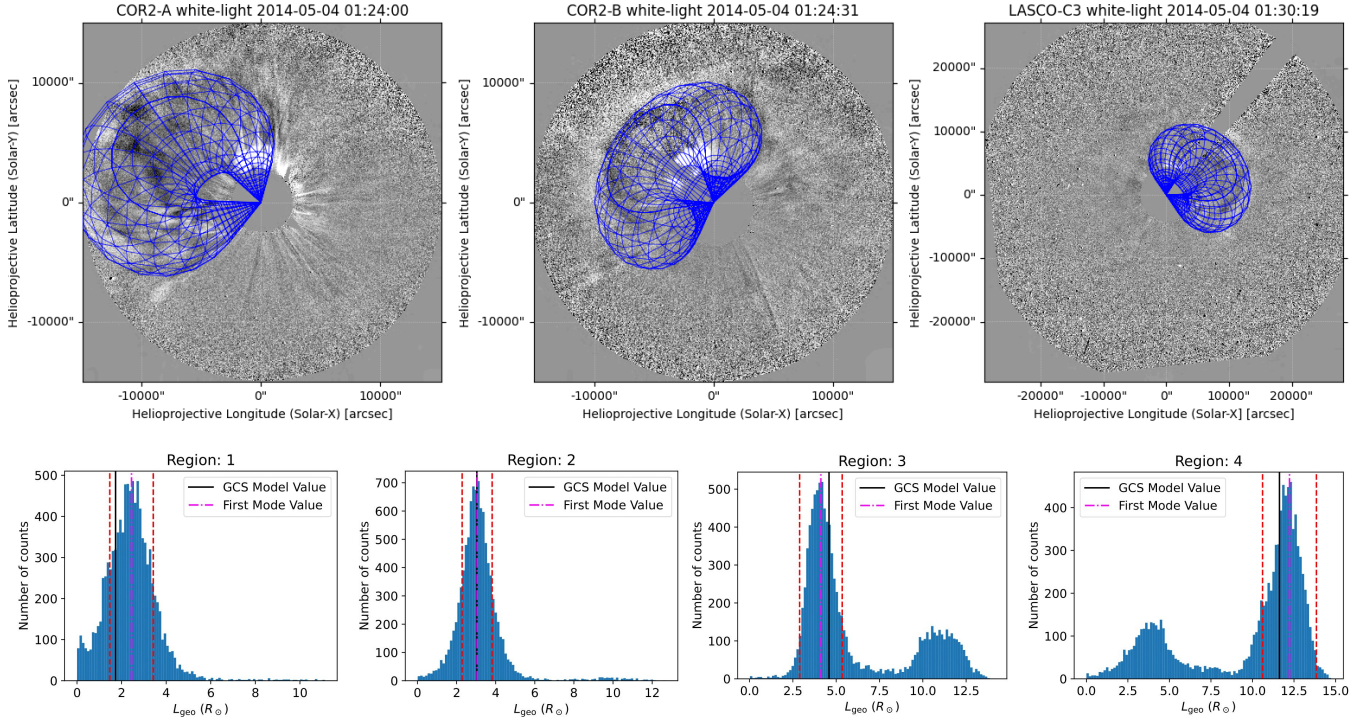 COR2-A white-light 2014-05-04 01:24:00
COR2-B white-light 2014-05-04 01:24:31
LASCO-C3 white-light 2014-05-04 01:30:19
Helioprojective Latitude (Solar-Y) [arcsec]
10000"
0"
-10000"
-10000"
0"
10000"
Helioprojective Longitude (Solar-X) [arcsec]
Helioprojective Latitude (Solar-Y) [arcsec]
10000"
0"
-10000"
-10000"
0"
10000"
Helioprojective Longitude (Solar-X) [arcsec]
Helioprojective Latitude (Solar-Y) [arcsec]
20000"
10000"
0"
-10000"
-20000"
-20000"
-10000"
0"
10000"
20000"
Helioprojective Longitude (Solar-X) [arcsec]
Region: 1
GCS Model Value
First Mode Value
Number of counts
500
400
300
200
100
0
0 2 4 6 8 10
L_geo (R_⊙)
Region: 2
GCS Model Value
First Mode Value
Number of counts
700
600
500
400
300
200
100
0
0 2 4 6 8 10 12
L_geo (R_⊙)
Region: 3
GCS Model Value
First Mode Value
Number of counts
500
400
300
200
100
0
0.0 2.5 5.0 7.5 10.0 12.5
L_geo (R_⊙)
Region: 4
GCS Model Value
First Mode Value
Number of counts
400
300
200
100
0
0.0 2.5 5.0 7.5 10.0 12.5 15.0
L_geo (R_⊙)